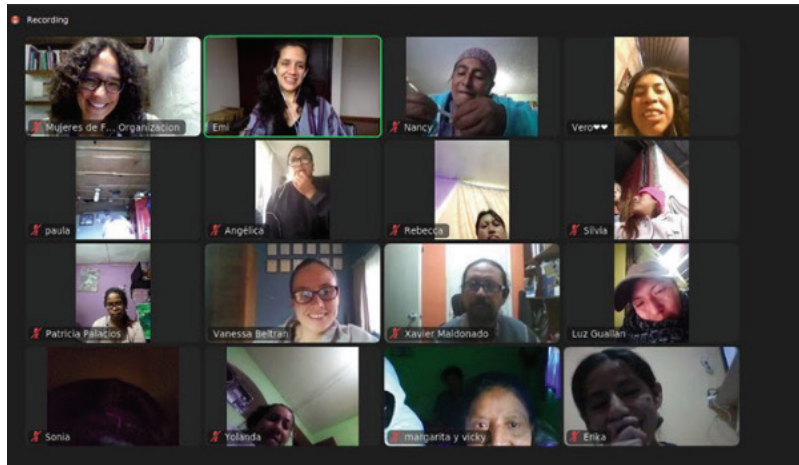 Recording
Mujeres de F... Organizacion
Emi
Nancy
Vero❤❤
paula
Angélica
Rebecca
Silvia
Patricia Palacios
Vanessa Beltran
Xavier Maldonado
Luz Guallan
Sonia
Yolanda
margarita y vicky
Erika